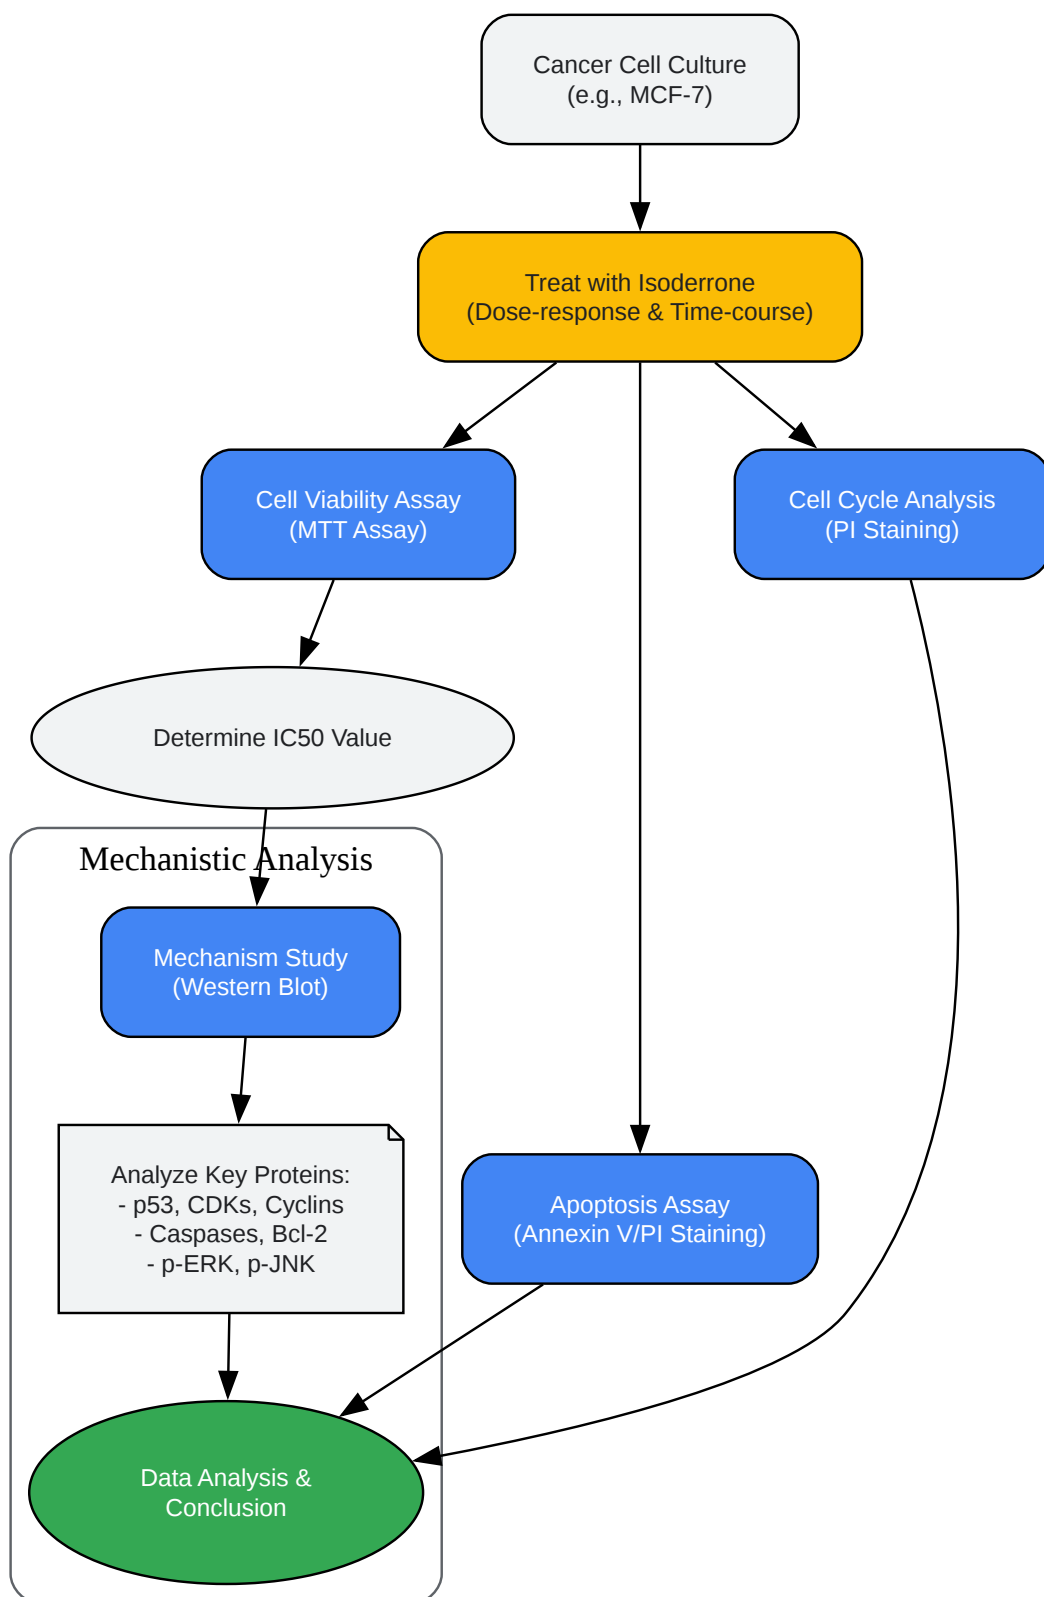 Cancer Cell Culture
(e.g., MCF-7)
Treat with Isoderrone
(Dose-response & Time-course)
Cell Viability Assay
(MTT Assay)
Cell Cycle Analysis
(PI Staining)
Determine IC50 Value
Mechanistic Analysis
Mechanism Study
(Western Blot)
Analyze Key Proteins:
- p53, CDKs, Cyclins
- Caspases, Bcl-2
- p-ERK, p-JNK
Apoptosis Assay
(Annexin V/PI Staining)
Data Analysis &
Conclusion